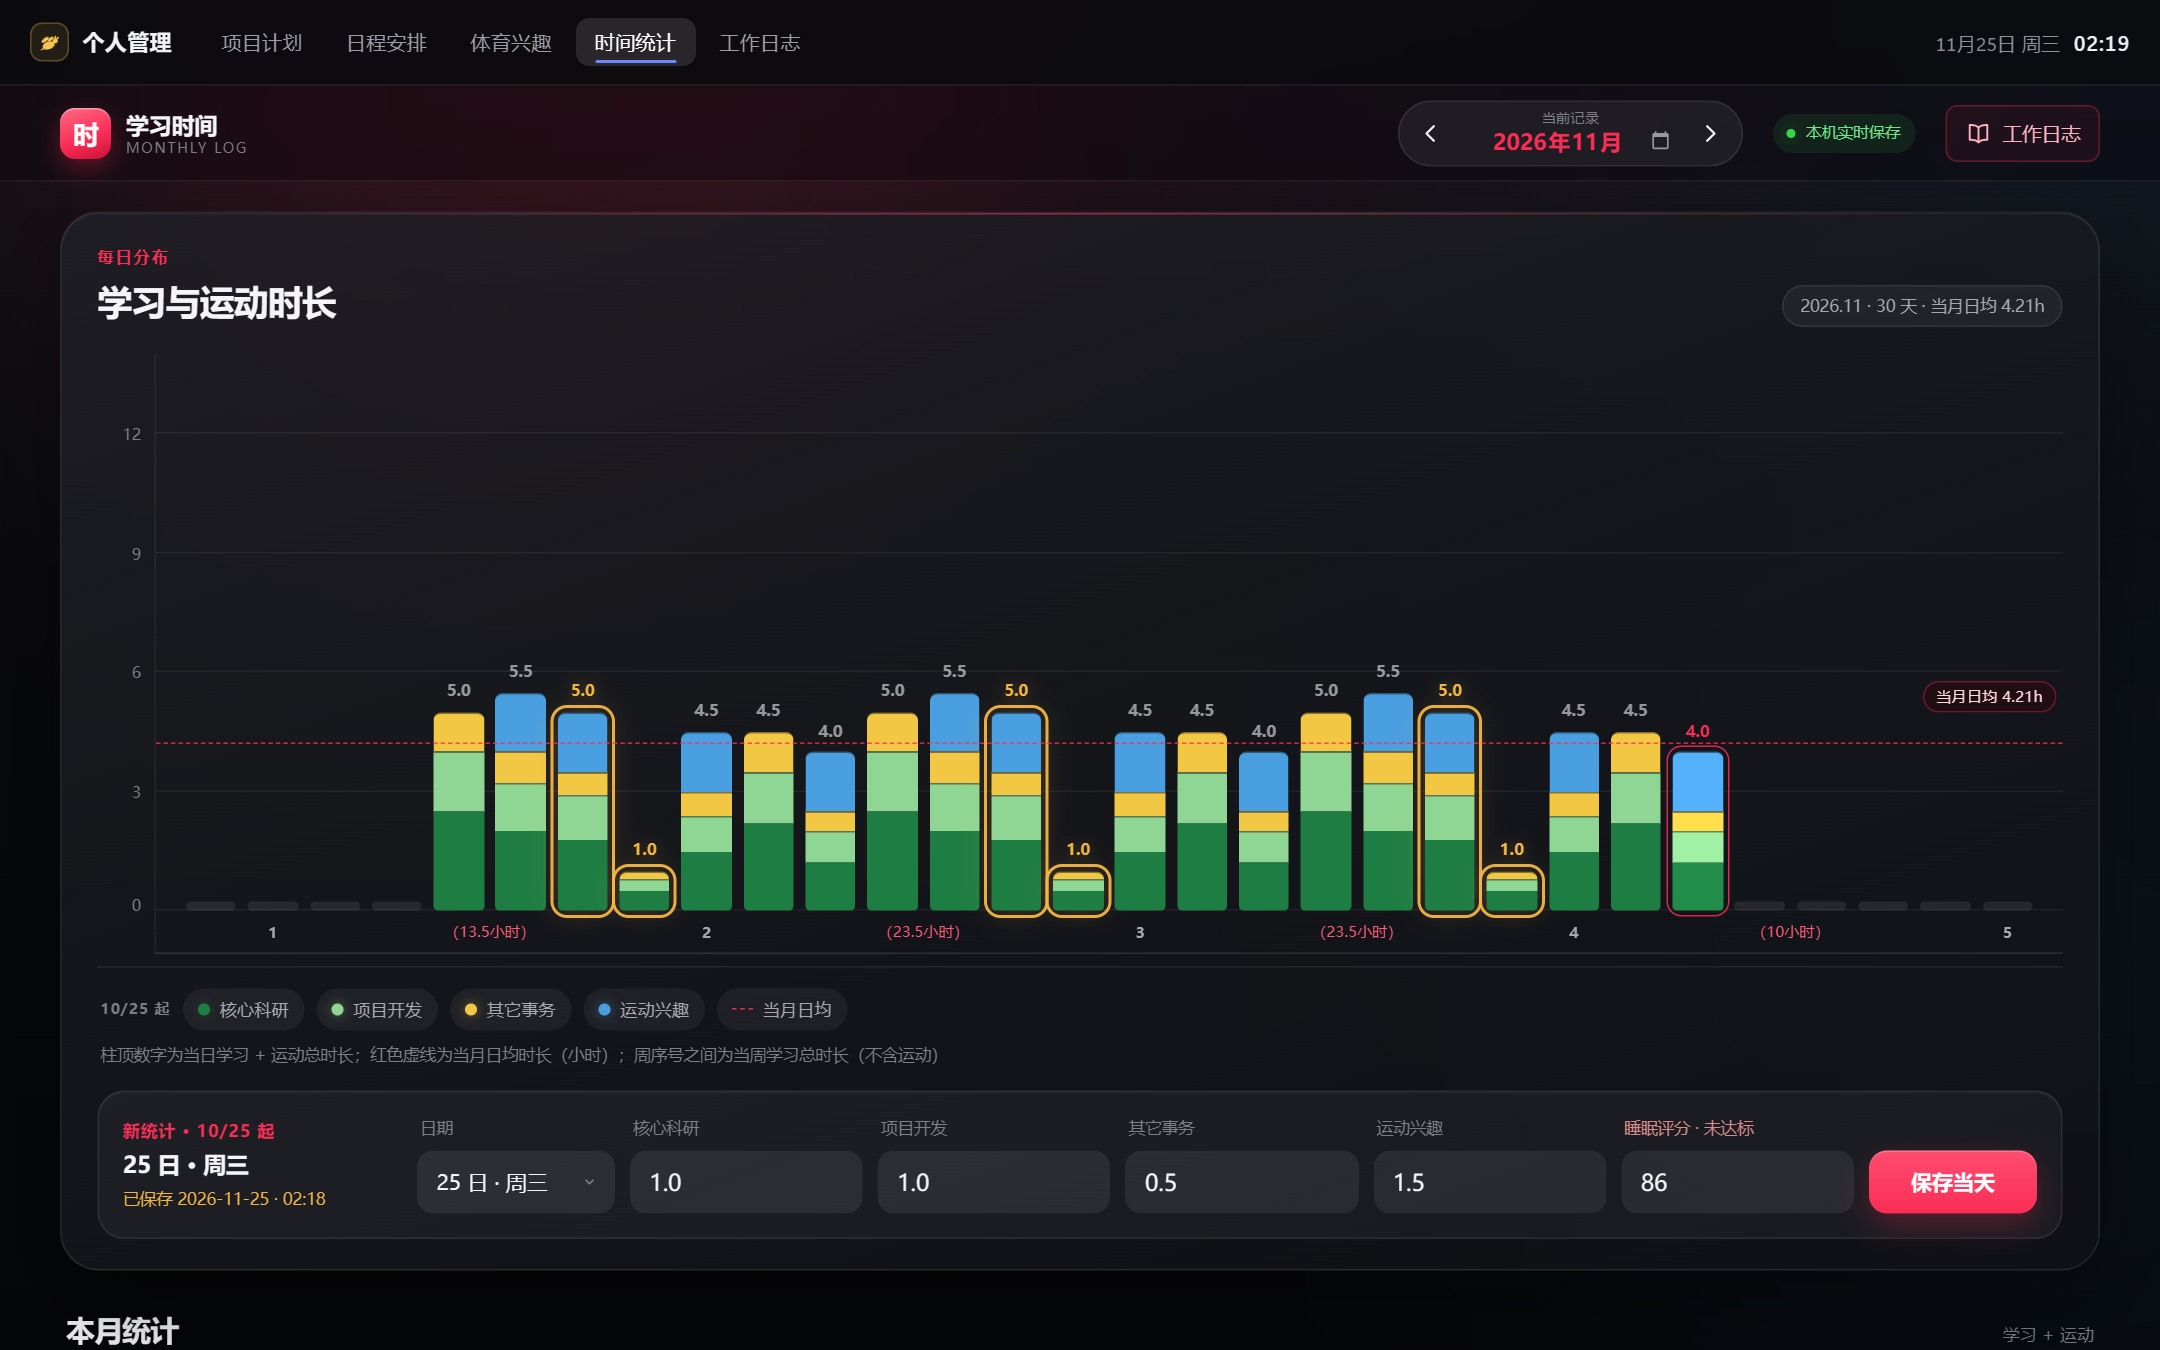 个人管理
项目计划
日程安排
体育兴趣
时间统计
工作日志
11月25日 周三 02:19
时
学习时间
MONTHLY LOG
当前记录
2026年11月
本机实时保存
工作日志
每日分布
学习与运动时长
2026.11 · 30 天 · 当月日均 4.21h
12
9
6
3
0
5.0
5.5
5.0
1.0
4.5
4.5
4.0
5.0
5.5
5.0
1.0
4.5
4.5
4.0
5.0
5.5
5.0
1.0
4.5
4.5
4.0
当月日均 4.21h
1
(13.5小时)
2
(23.5小时)
3
(23.5小时)
4
(10小时)
5
10/25 起
核心科研
项目开发
其它事务
运动兴趣
当月日均
柱顶数字为当日学习 + 运动总时长；红色虚线为当月日均时长（小时）；周序号之间为当周学习总时长（不含运动）
新统计 • 10/25 起
25 日 • 周三
已保存 2026-11-25 · 02:18
日期
25 日 · 周三
核心科研
1.0
项目开发
1.0
其它事务
0.5
运动兴趣
1.5
睡眠评分 · 未达标
86
保存当天
本月统计
学习 + 运动